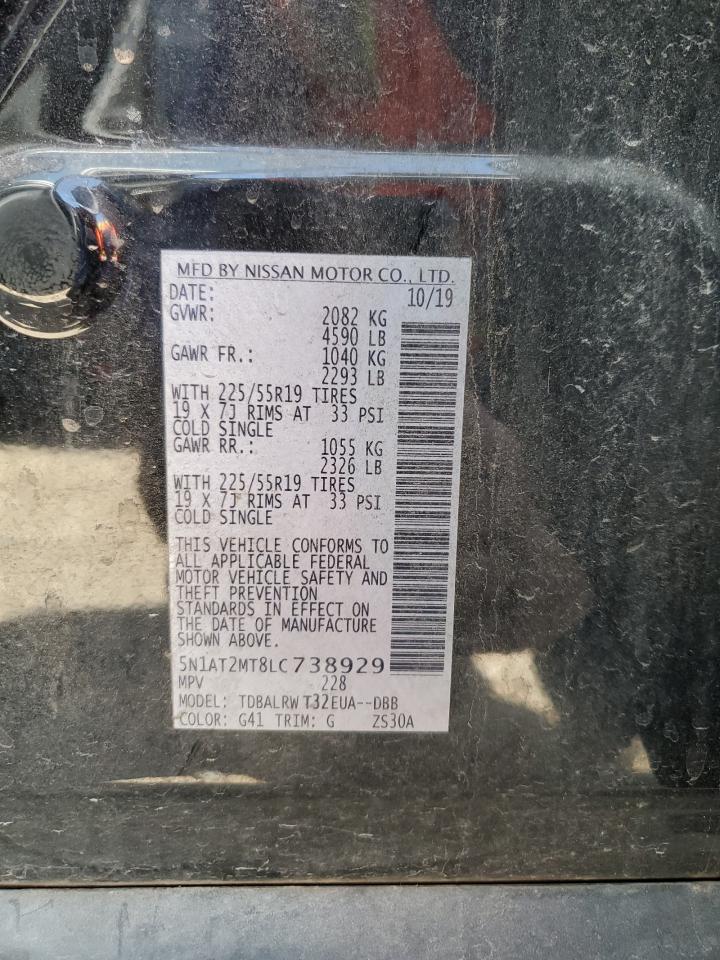 MFD BY NISSAN MOTOR CO., LTD.
DATE: 10/19
GVWR: 2082 KG
4590 LB
GAWR FR.: 1040 KG
2293 LB
WITH 225/55R19 TIRES
19 X 7J RIMS AT 33 PSI
COLD SINGLE
GAWR RR.: 1055 KG
2326 LB
WITH 225/55R19 TIRES
19 X 7J RIMS AT 33 PSI
COLD SINGLE
THIS VEHICLE CONFORMS TO
ALL APPLICABLE FEDERAL
MOTOR VEHICLE SAFETY AND
THEFT PREVENTION
STANDARDS IN EFFECT ON
THE DATE OF MANUFACTURE
SHOWN ABOVE.
5N1AT2MT8LC738929
MPV 228
MODEL: TDBALRW T32EUA--DBB
COLOR: G41 TRIM: G ZS30A